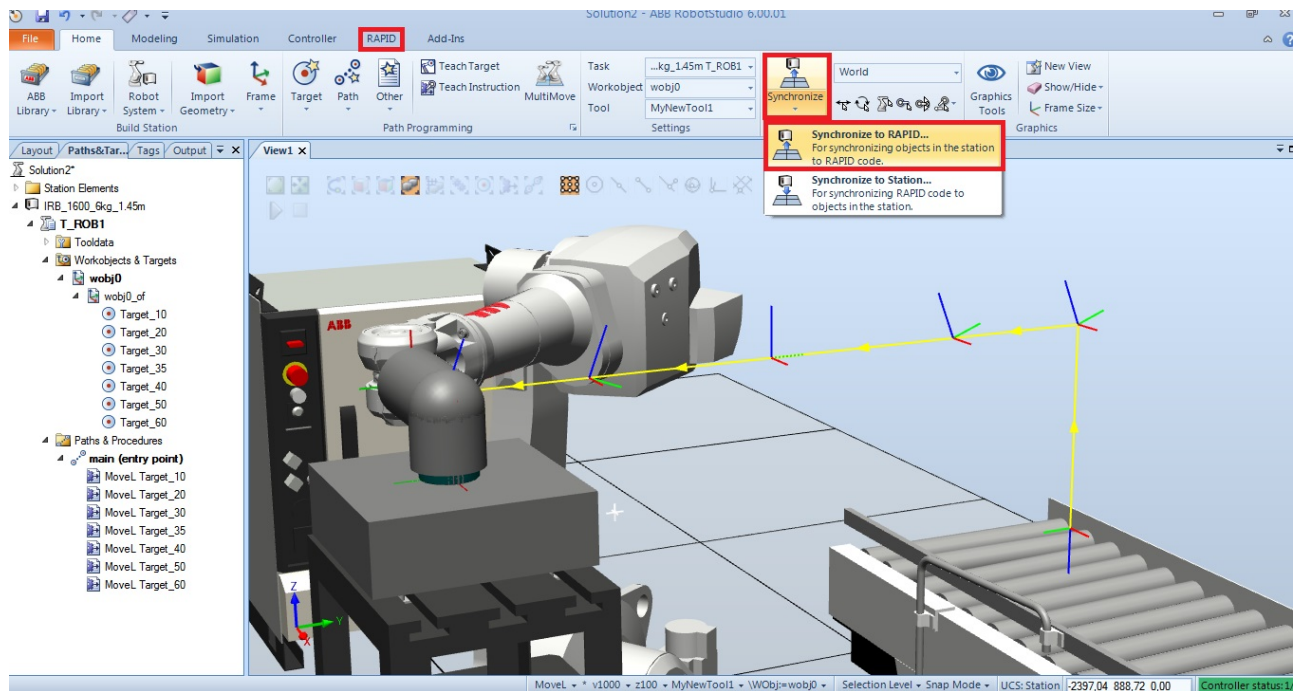 Solution2 - ABB RobotStudio 6.00.01
File Home Modeling Simulation Controller RAPID Add-Ins
ABB Library
Import Library
Robot System
Import Geometry
Frame
Build Station
Target
Path
Other
Teach Target
Teach Instruction
MultiMove
Path Programming
Task ...kg_1.45m T_ROB1
Workobject wobj0
Tool MyNewTool1
Settings
Synchronize
World
Graphics Tools
New View
Show/Hide
Frame Size
Graphics
Synchronize to RAPID...
For synchronizing objects in the station
to RAPID code.
Synchronize to Station...
For synchronizing RAPID code to
objects in the station.
Layout Paths&Tar... Tags Output
View1
Solution2*
Station Elements
IRB_1600_6kg_1.45m
T_ROB1
Tooldata
Workobjects & Targets
wobj0
wobj0_of
Target_10
Target_20
Target_30
Target_35
Target_40
Target_50
Target_60
Paths & Procedures
main (entry point)
MoveL Target_10
MoveL Target_20
MoveL Target_30
MoveL Target_35
MoveL Target_40
MoveL Target_50
MoveL Target_60
ABB
Z
Y
X
MoveL * v1000 z100 MyNewTool1 \WObj:=wobj0 Selection Level Snap Mode UCS: Station -2397,04 888,72 0,00 Controller status: 1/